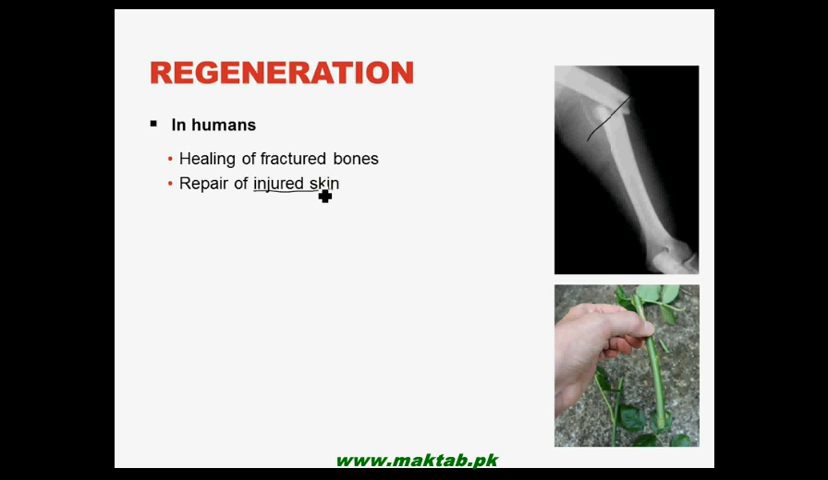 REGENERATION
In humans
Healing of fractured bones
Repair of injured skin
www.maktab.pk